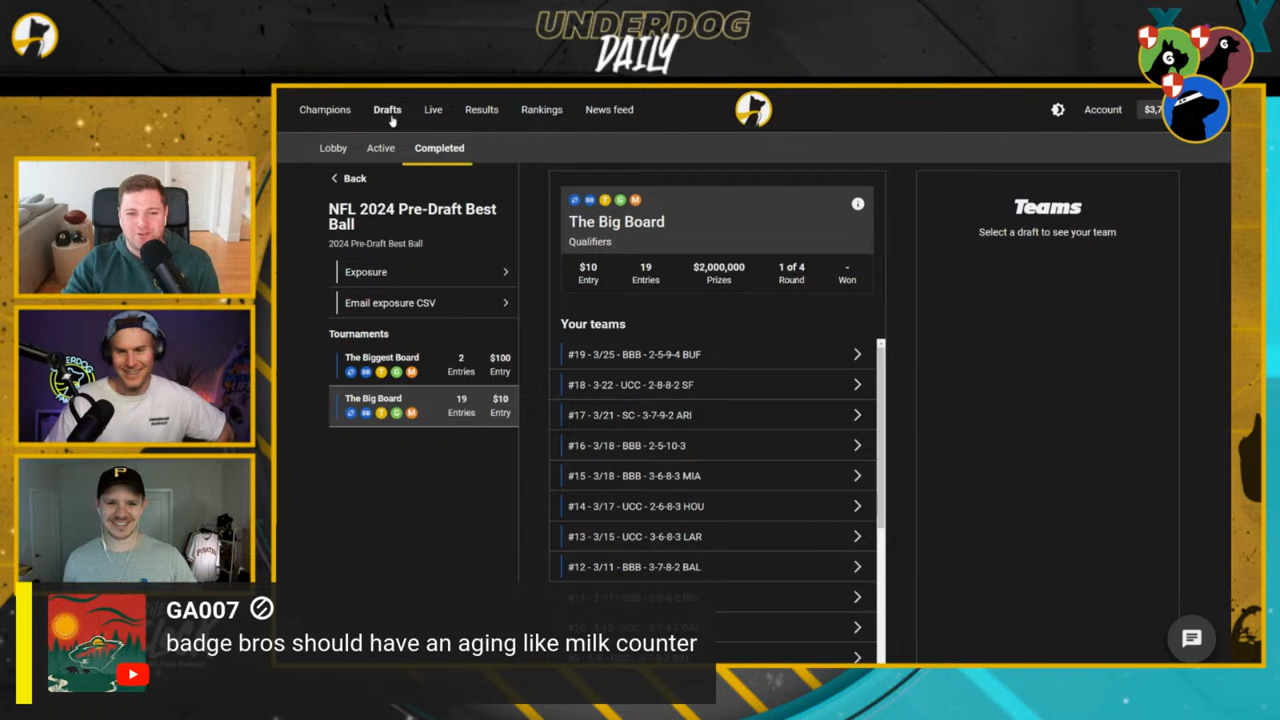 UNDERDOG
DAILY
Champions
Drafts
Live
Results
Rankings
News feed
Account
$3,7
Lobby
Active
Completed
Back
NFL 2024 Pre-Draft Best
Ball
2024 Pre-Draft Best Ball
Exposure
Email exposure CSV
Tournaments
The Biggest Board
2
$100
Entries
Entry
The Big Board
19
$10
Entries
Entry
BB T G M
The Big Board
Qualifiers
$10
19
$2,000,000
1 of 4
-
Entry
Entries
Prizes
Round
Won
Your teams
#19 - 3/25 - BBB - 2-5-9-4 BUF
#18 - 3-22 - UCC - 2-8-8-2 SF
#17 - 3/21 - SC - 3-7-9-2 ARI
#16 - 3/18 - BBB - 2-5-10-3
#15 - 3/18 - BBB - 3-6-8-3 MIA
#14 - 3/17 - UCC - 2-6-8-3 HOU
#13 - 3/15 - UCC - 3-6-8-3 LAR
#12 - 3/11 - BBB - 3-7-8-2 BAL
Teams
Select a draft to see your team
PIRATES
GA007
badge bros should have an aging like milk counter